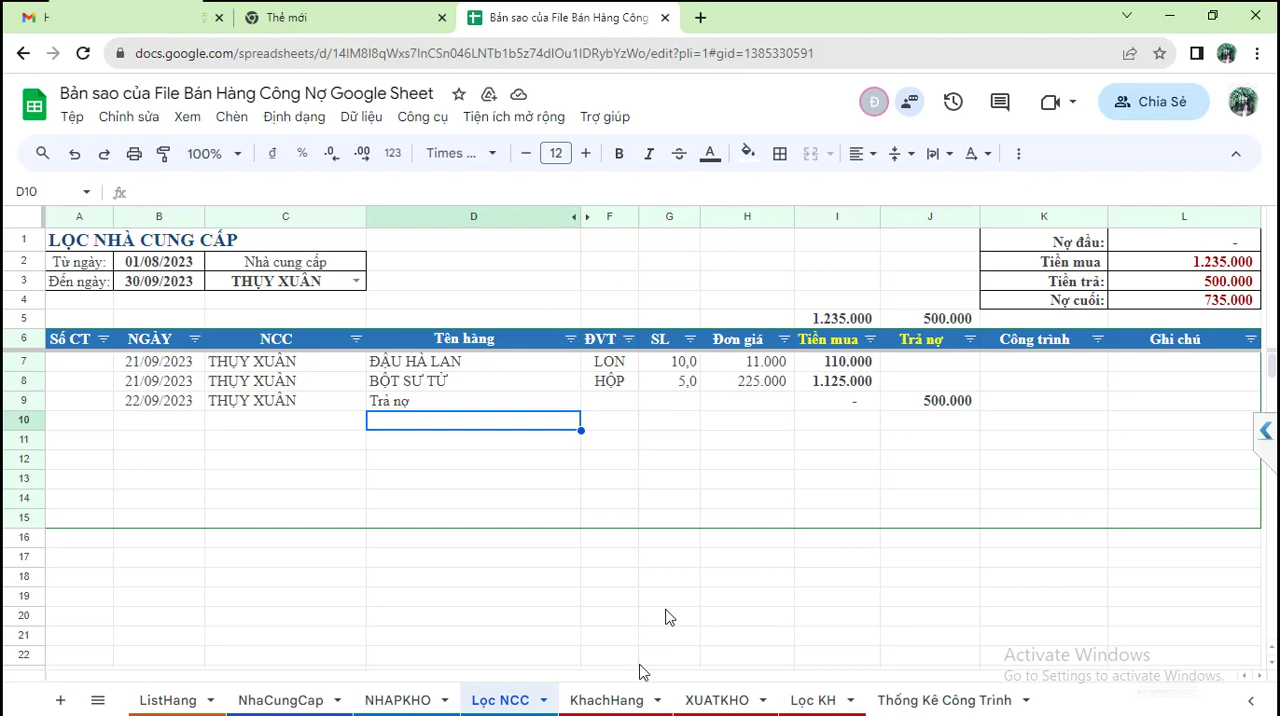 H
Thẻ mới
Bản sao của File Bán Hàng Công
docs.google.com/spreadsheets/d/14IM8I8qWxs7InCSn046LNTb1b5z74dIOu1IDRybYzWo/edit?pli=1#gid=1385330591
Bản sao của File Bán Hàng Công Nợ Google Sheet
Tệp Chỉnh sửa Xem Chèn Định dạng Dữ liệu Công cụ Tiện ích mở rộng Trợ giúp
Đ
Chia Sẻ
100% đ % .0 .00 123 Times ... 12 B I A
D10 fx
A B C D F G H I J K L
1 LỌC NHÀ CUNG CẤP Nợ đầu: -
2 Từ ngày: 01/08/2023 Nhà cung cấp Tiền mua 1.235.000
3 Đến ngày: 30/09/2023 THỤY XUÂN Tiền trả: 500.000
4 Nợ cuối: 735.000
5 1.235.000 500.000
6 Số CT NGÀY NCC Tên hàng ĐVT SL Đơn giá Tiền mua Trả nợ Công trình Ghi chú
7 21/09/2023 THỤY XUÂN ĐẬU HÀ LAN LON 10,0 11.000 110.000
8 21/09/2023 THỤY XUÂN BỘT SƯ TỬ HỘP 5,0 225.000 1.125.000
9 22/09/2023 THỤY XUÂN Trả nợ - 500.000
10
11
12
13
14
15
16
17
18
19
20
21
22
Activate Windows
Go to Settings to activate Windows.
ListHang NhaCungCap NHAPKHO Lọc NCC KhachHang XUATKHO Lọc KH Thống Kê Công Trình